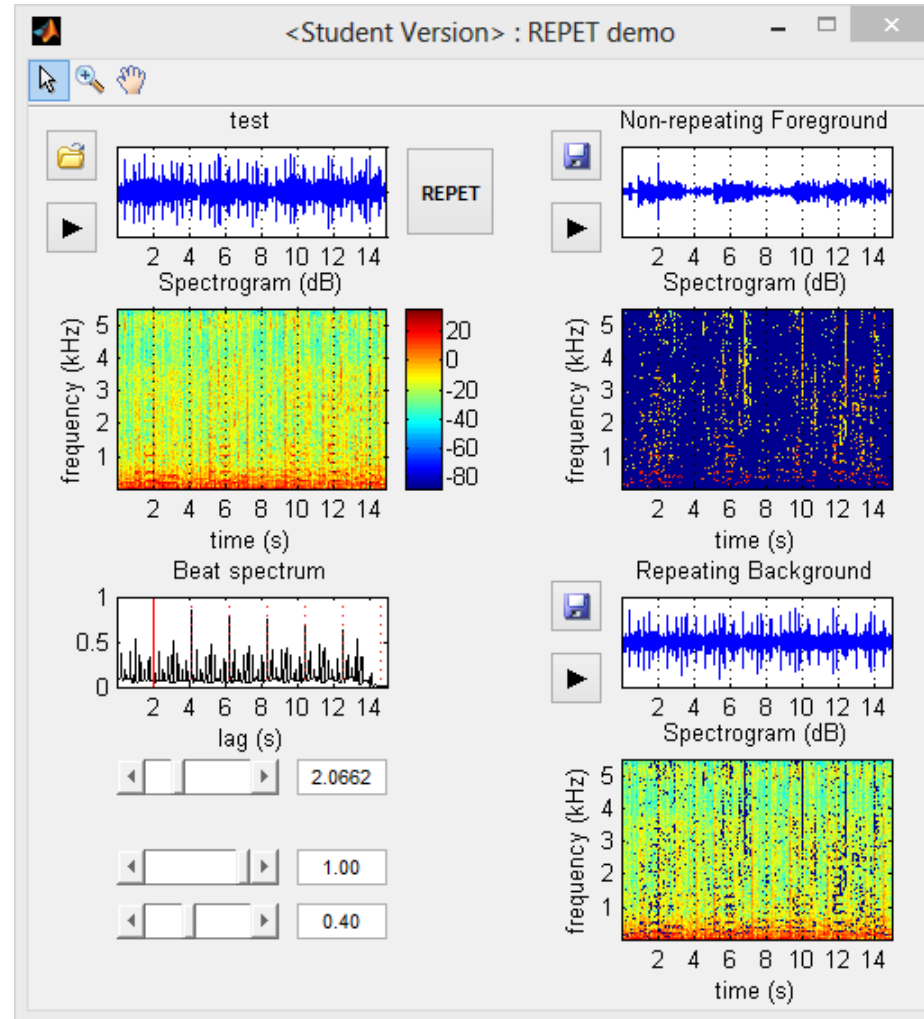 <Student Version> : REPET demo
test
REPET
2 4 6 8 10 12 14
Spectrogram (dB)
frequency (kHz)
5
4
3
2
1
20
0
-20
-40
-60
-80
2 4 6 8 10 12 14
time (s)
Beat spectrum
1
0.5
0
2 4 6 8 10 12 14
lag (s)
2.0662
1.00
0.40
Non-repeating Foreground
2 4 6 8 10 12 14
Spectrogram (dB)
frequency (kHz)
5
4
3
2
1
2 4 6 8 10 12 14
time (s)
Repeating Background
2 4 6 8 10 12 14
Spectrogram (dB)
frequency (kHz)
5
4
3
2
1
2 4 6 8 10 12 14
time (s)